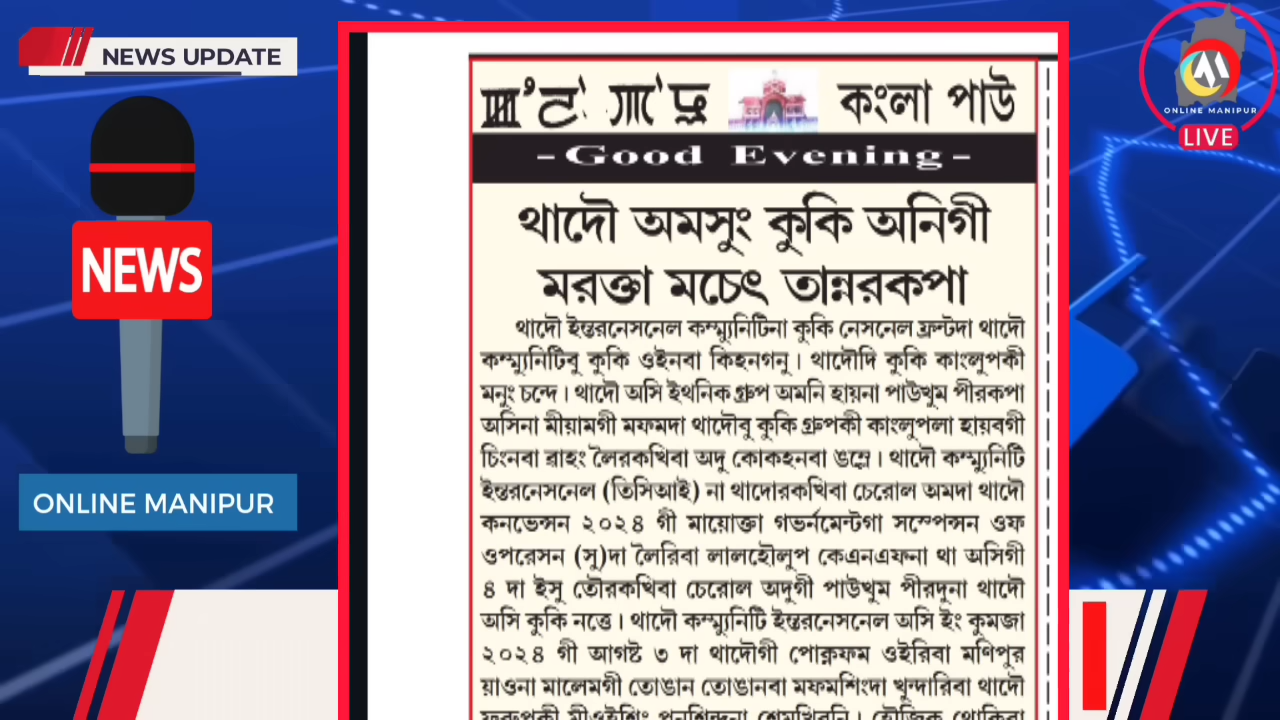 NEWS UPDATE
NEWS
ONLINE MANIPUR
ONLINE MANIPUR
LIVE
কংলা পাউ
-Good Evening-
থাদৌ অমসুং কুকি অনিগী
মরক্তা মচেৎ তান্নরকপা
থাদৌ ইন্তরনেসনেল কম্ম্যুনিটিনা কুকি নেসনেল ফ্রন্টদা থাদৌ
কম্ম্যুনিটিবু কুকি ওইনবা কিহনগনু। থাদৌদি কুকি কাংলুপকী
মনুং চন্দে। থাদৌ অসি ইথনিক গ্রুপ অমনি হায়না পাউখুম পীরকপা
অসিনা মীয়ামগী মফমদা থাদৌবু কুকি গ্রুপকী কাংলুপলা হায়বগী
চিংনবা ৱাহং লৈরকখিবা অদু কোকহনবা ঙম্লে। থাদৌ কম্ম্যুনিটি
ইন্তরনেসনেল (তিসিআই) না থাদোরকখিবা চেরোল অমদা থাদৌ
কনভেন্সন ২০২৪ গী মায়োক্তা গভর্নমেন্টগা সস্পেন্সন ওফ
ওপরেসন (সু)দা লৈরিবা লালহৌলুপ কেএনএফনা থা অসিগী
৪ দা ইসু তৌরকখিবা চেরোল অদুগী পাউখুম পীরদুনা থাদৌ
অসি কুকি নত্তে। থাদৌ কম্ম্যুনিটি ইন্তরনেসনেল অসি ইং কুমজা
২০২৪ গী আগষ্ট ৩ দা থাদৌগী পোক্লফম ওইরিবা মণিপুর
য়াওনা মালেমগী তোঙান তোঙানবা মফমশিংদা খুন্দারিবা থাদৌ